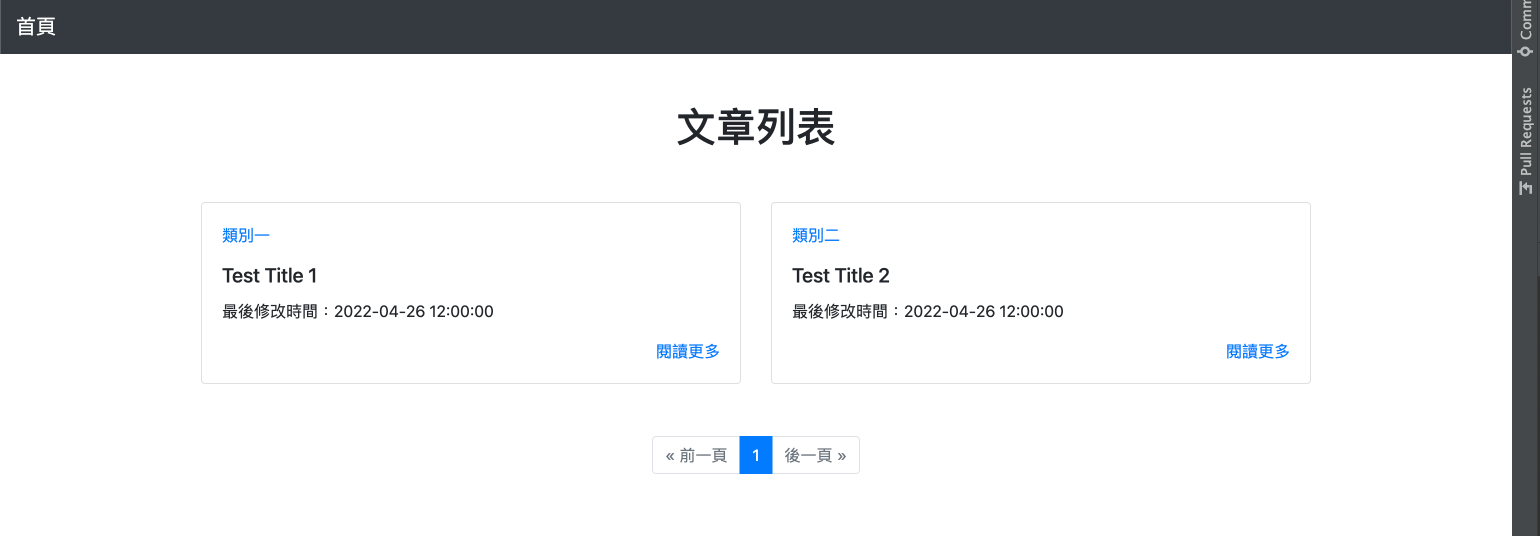 首頁
文章列表
類別一
Test Title 1
最後修改時間：2022-04-26 12:00:00
閱讀更多
類別二
Test Title 2
最後修改時間：2022-04-26 12:00:00
閱讀更多
« 前一頁 1 後一頁 »
Pull Requests